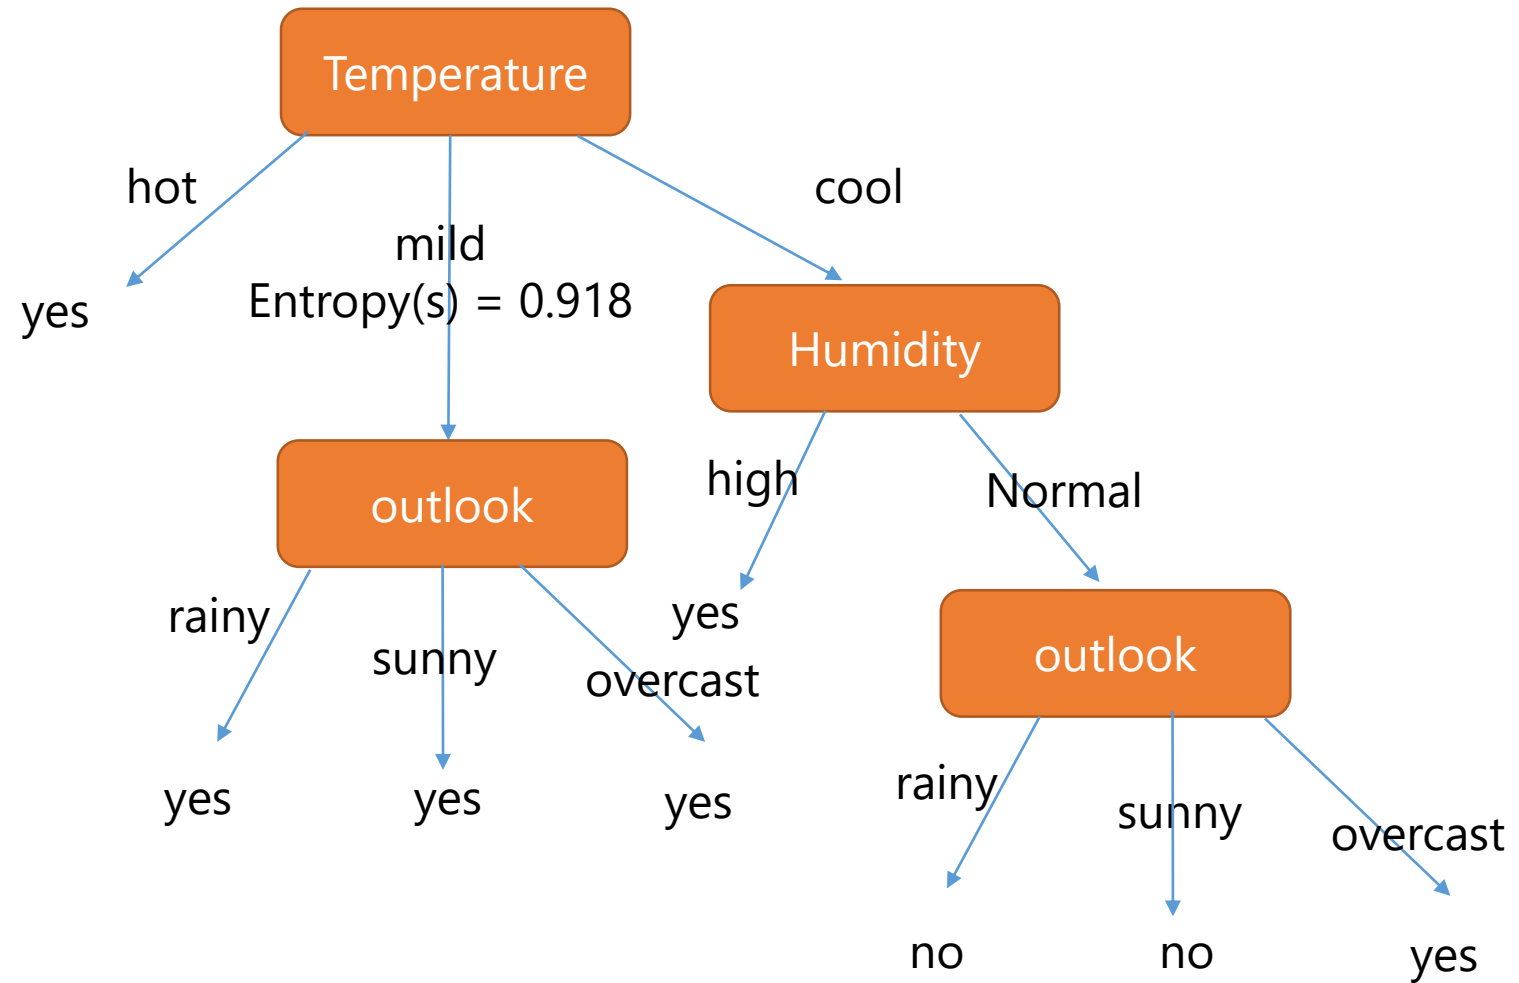 Temperature
hot
cool
mild
Entropy(s) = 0.918
yes
Humidity
high
Normal
outlook
rainy
sunny
overcast
yes
outlook
yes
yes
yes
rainy
sunny
overcast
no
no
yes